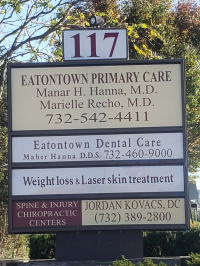 117
EATONTOWN PRIMARY CARE
Manar H. Hanna, M.D.
Marielle Recho, M.D.
732-542-4411
Eatontown Dental Care
Maher Hanna D.D.S. 732-460-9000
Weight loss & Laser skin treatment
SPINE & INJURY
CHIROPRACTIC
CENTERS
JORDAN KOVACS, DC
(732) 389-2800